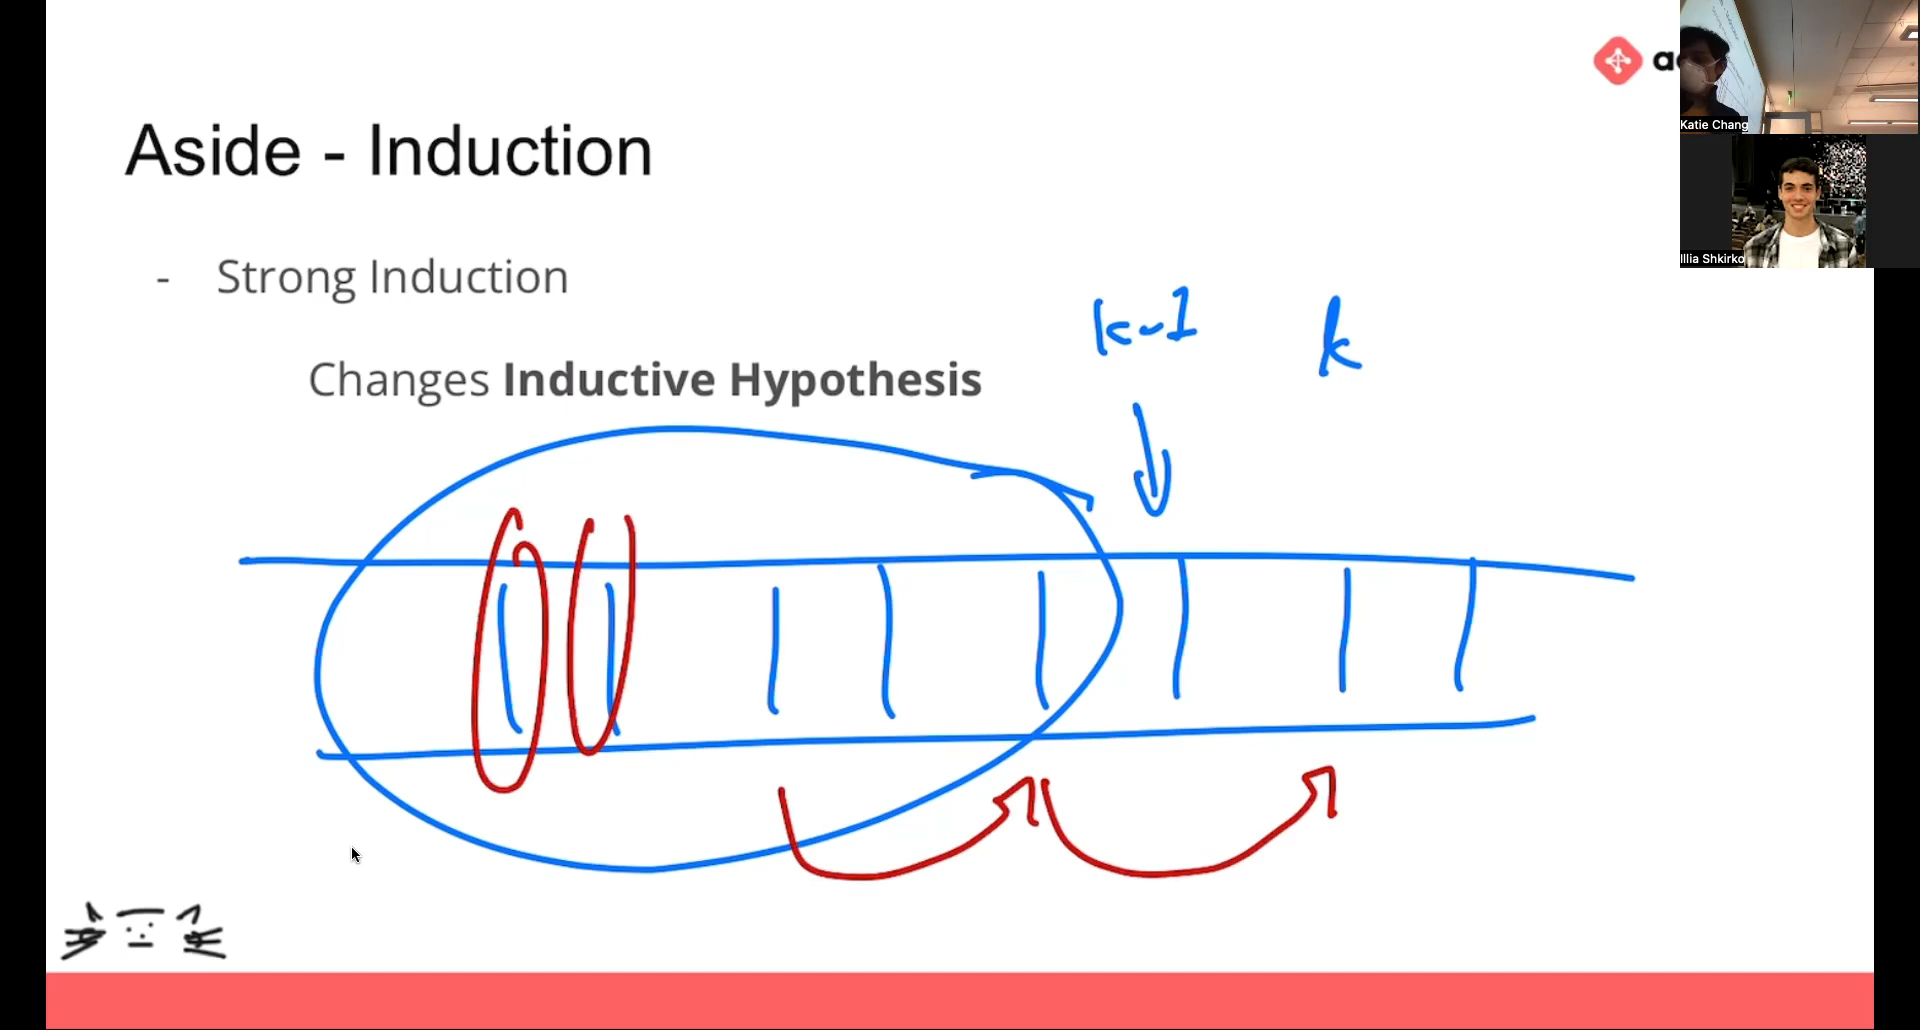 Aside - Induction
- Strong Induction
Changes Inductive Hypothesis
k-1
k
Katie Chang
Illia Shkirko